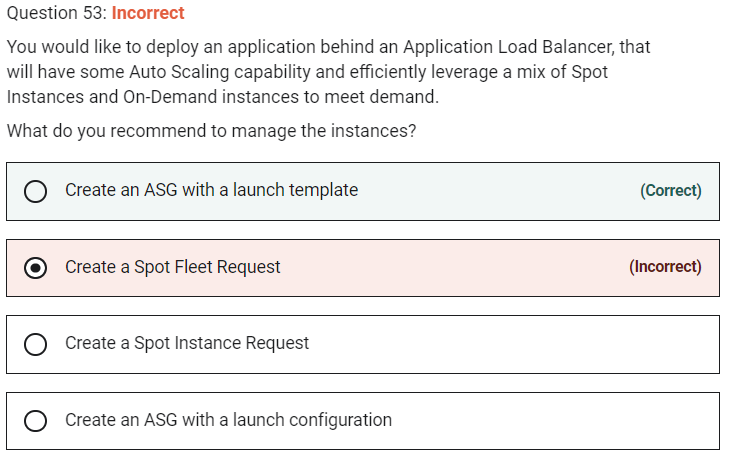 Question 53: Incorrect
You would like to deploy an application behind an Application Load Balancer, that
will have some Auto Scaling capability and efficiently leverage a mix of Spot
Instances and On-Demand instances to meet demand.
What do you recommend to manage the instances?
Create an ASG with a launch template (Correct)
Create a Spot Fleet Request (Incorrect)
Create a Spot Instance Request
Create an ASG with a launch configuration